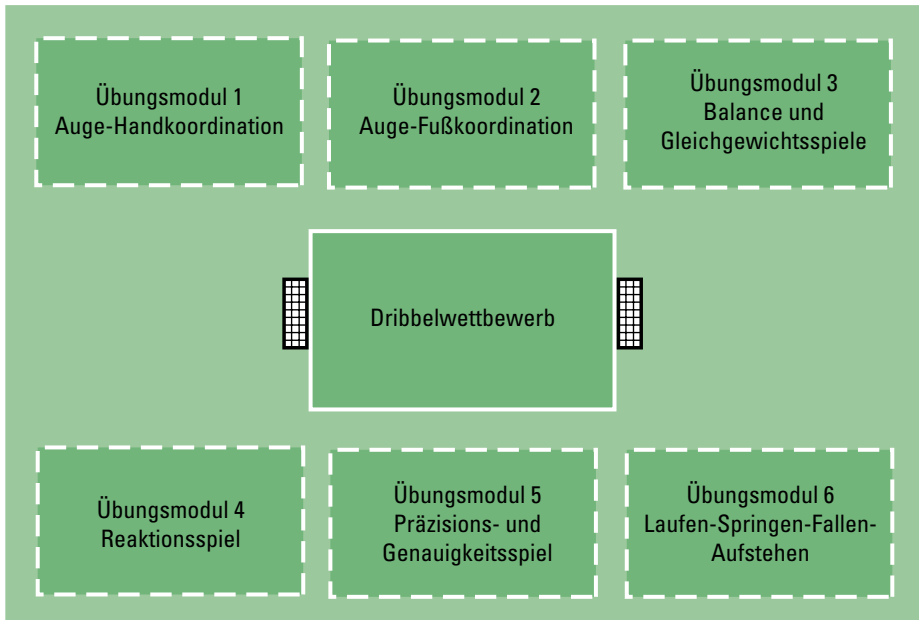 Übungsmodul 1
Auge-Handkoordination
Übungsmodul 2
Auge-Fußkoordination
Übungsmodul 3
Balance und
Gleichgewichtsspiele
Dribbelwettbewerb
Übungsmodul 4
Reaktionsspiel
Übungsmodul 5
Präzisions- und
Genauigkeitsspiel
Übungsmodul 6
Laufen-Springen-Fallen-
Aufstehen